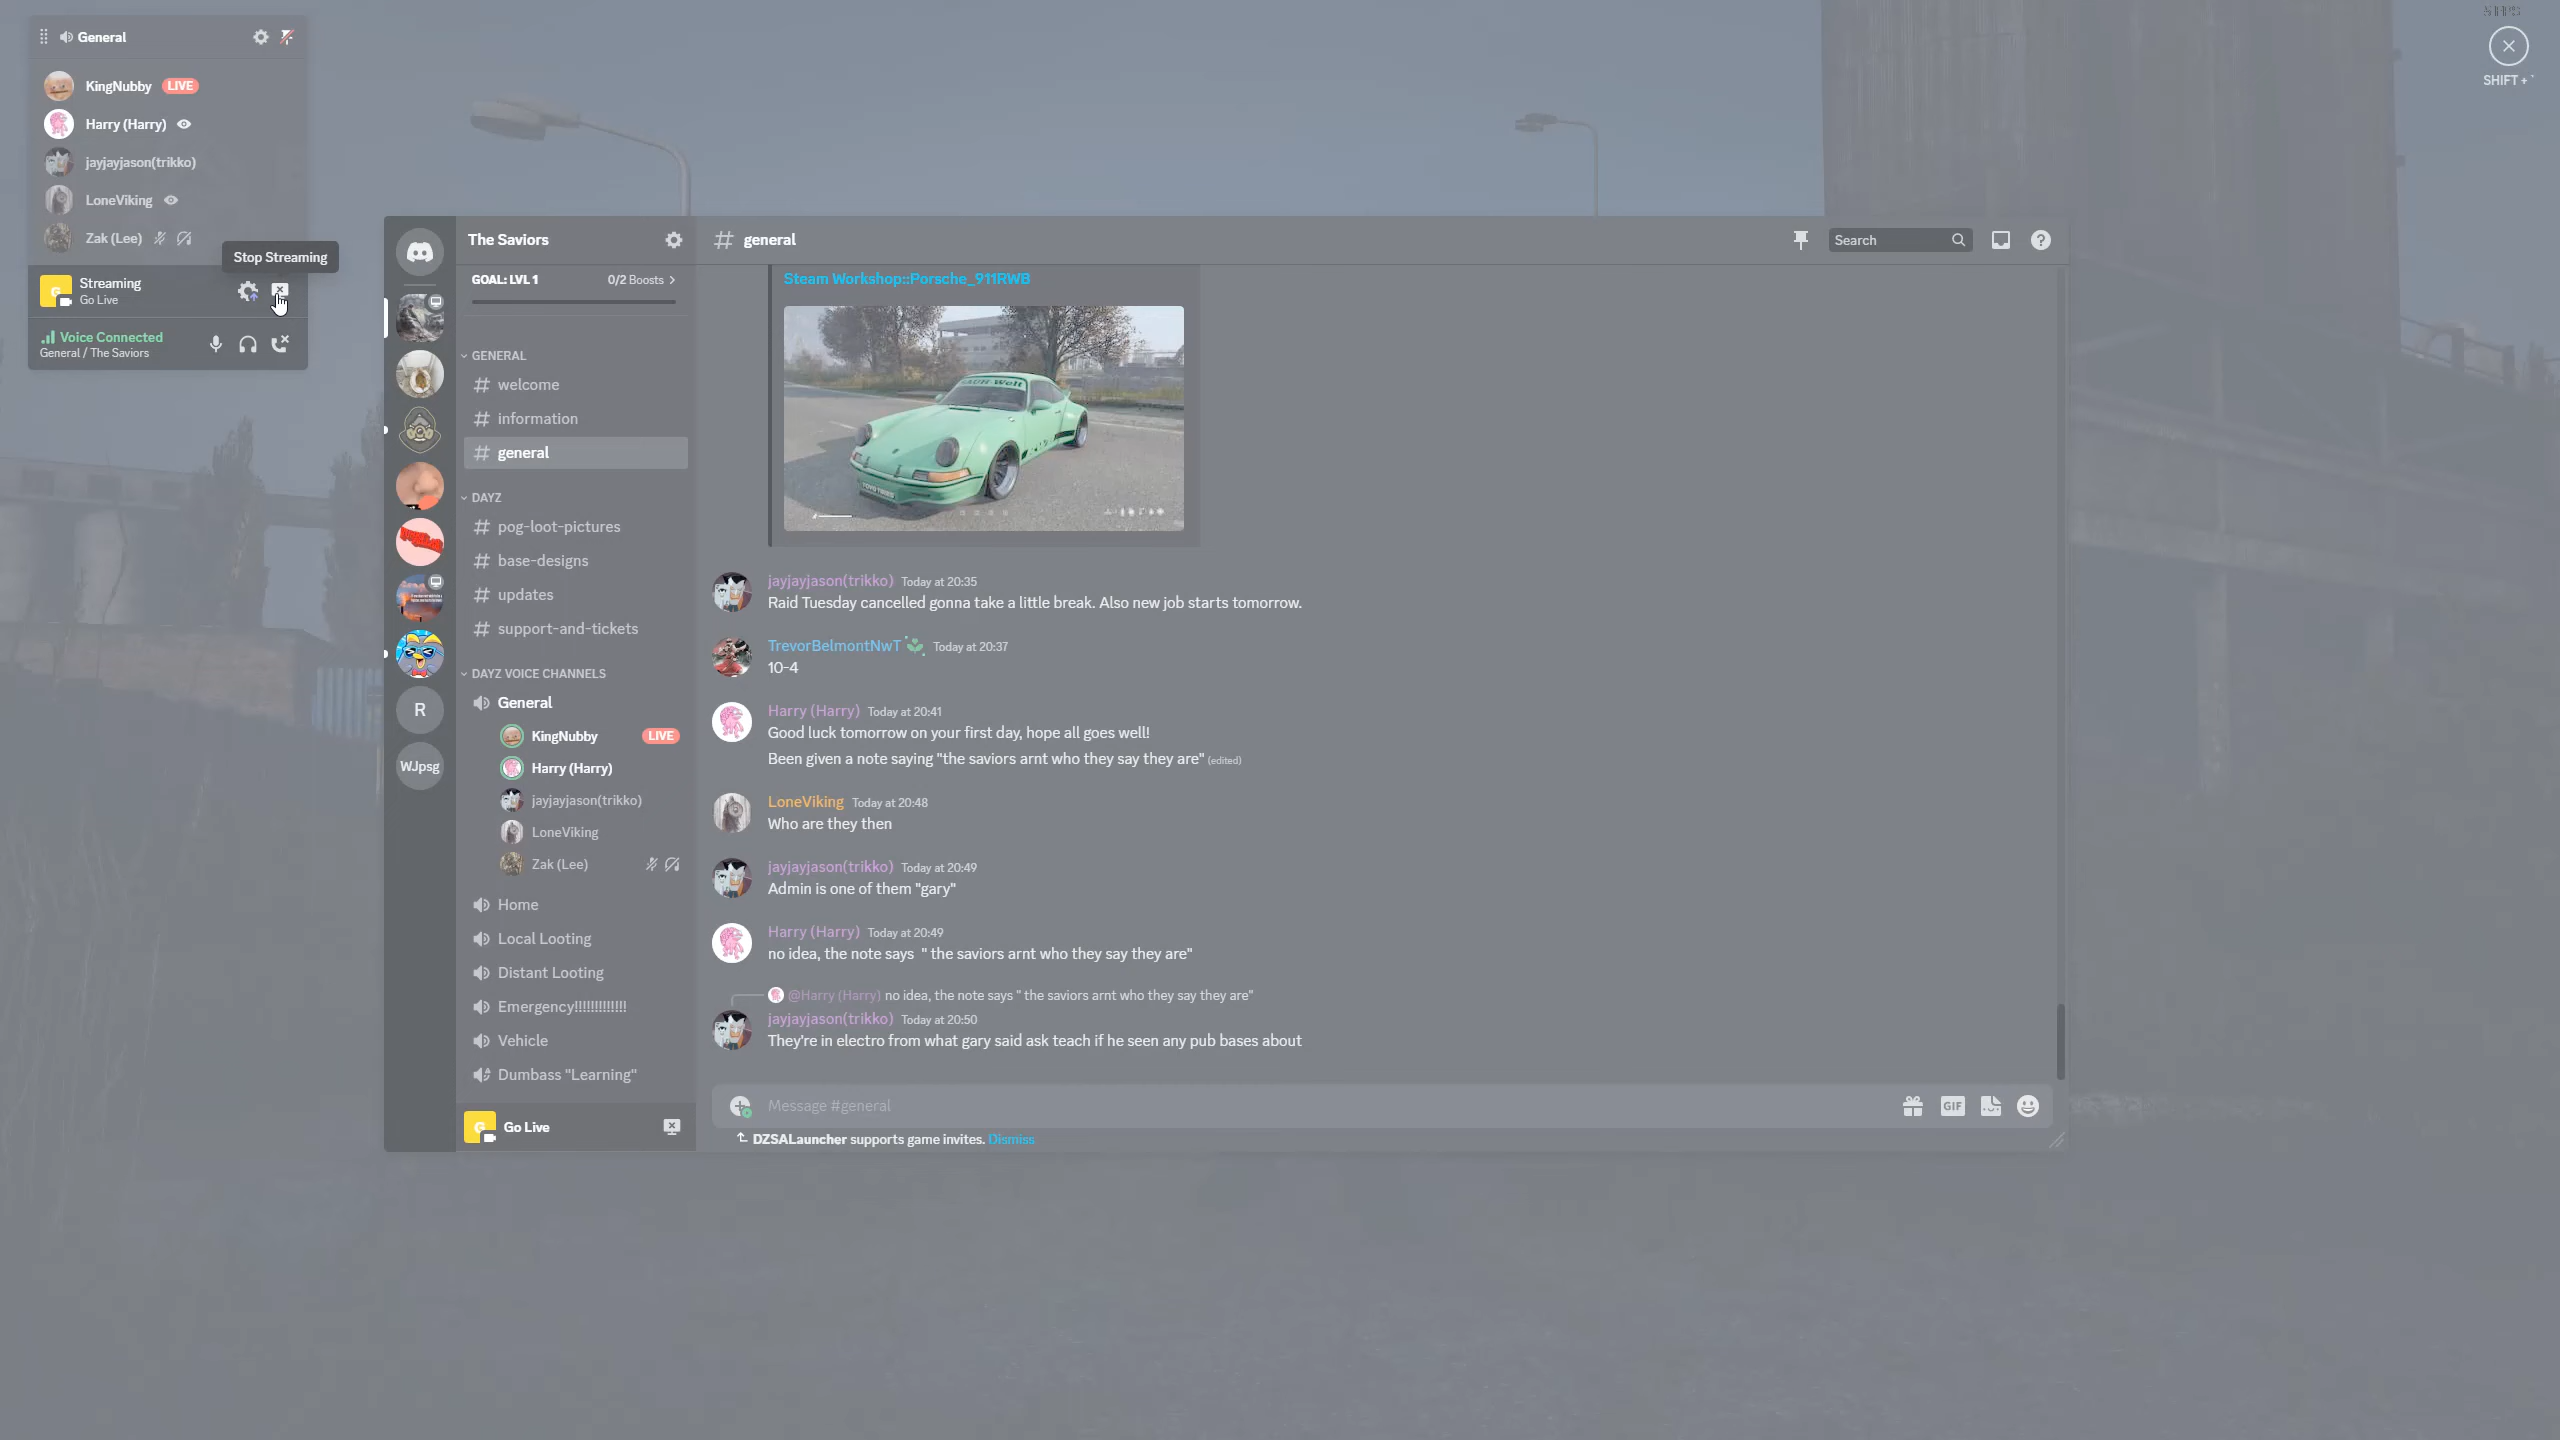 General
KingNubby LIVE
Harry (Harry)
jayjayjason(trikko)
LoneViking
Zak (Lee)
Stop Streaming
G
Streaming
Go Live
Voice Connected
General / The Saviors
SHIFT + `
The Saviors
GOAL: LVL 1 0/2 Boosts
GENERAL
welcome
information
general
DAYZ
pog-loot-pictures
base-designs
updates
support-and-tickets
DAYZ VOICE CHANNELS
General
KingNubby LIVE
Harry (Harry)
jayjayjason(trikko)
LoneViking
Zak (Lee)
Home
Local Looting
Distant Looting
Emergency!!!!!!!!!!!!!
Vehicle
Dumbass "Learning"
G
Go Live
R
WJpsg
# general
Search
Steam Workshop::Porsche_911RWB
jayjayjason(trikko) Today at 20:35
Raid Tuesday cancelled gonna take a little break. Also new job starts tomorrow.
TrevorBelmontNwT Today at 20:37
10-4
Harry (Harry) Today at 20:41
Good luck tomorrow on your first day, hope all goes well!
Been given a note saying "the saviors arnt who they say they are" (edited)
LoneViking Today at 20:48
Who are they then
jayjayjason(trikko) Today at 20:49
Admin is one of them "gary"
Harry (Harry) Today at 20:49
no idea, the note says " the saviors arnt who they say they are"
@Harry (Harry) no idea, the note says " the saviors arnt who they say they are"
jayjayjason(trikko) Today at 20:50
They're in electro from what gary said ask teach if he seen any pub bases about
Message #general
GIF
DZSALauncher supports game invites. Dismiss